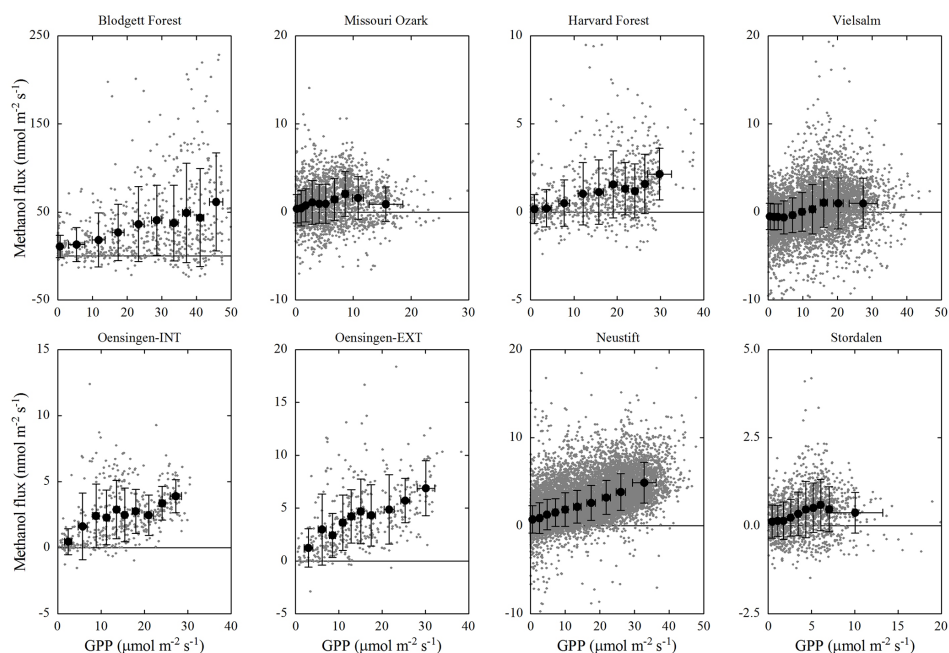 Blodgett Forest
Missouri Ozark
Harvard Forest
Vielsalm
Methanol flux (nmol m⁻² s⁻¹)
250
150
50
-50
0 10 20 30 40 50
20
10
0
-10
0 10 20 30
10
5
0
-5
0 10 20 30 40
20
10
0
-10
0 10 20 30 40 50
Oensingen-INT
Oensingen-EXT
Neustift
Stordalen
Methanol flux (nmol m⁻² s⁻¹)
15
10
5
0
-5
0 10 20 30 40
GPP (μmol m⁻² s⁻¹)
20
15
10
5
0
-5
0 10 20 30 40
GPP (μmol m⁻² s⁻¹)
20
10
0
-10
0 10 20 30 40 50
GPP (μmol m⁻² s⁻¹)
5.0
2.5
0.0
-2.5
0 5 10 15 20
GPP (μmol m⁻² s⁻¹)